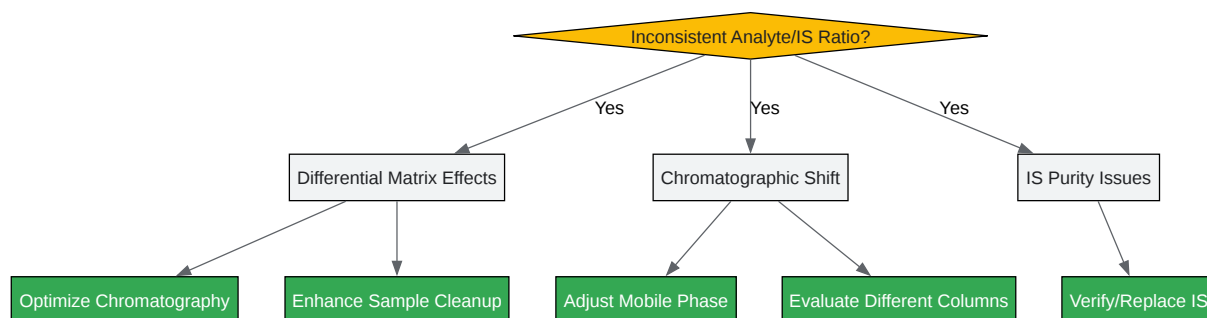 Inconsistent Analyte/IS Ratio?
Yes
Yes
Yes
Differential Matrix Effects
Chromatographic Shift
IS Purity Issues
Optimize Chromatography
Enhance Sample Cleanup
Adjust Mobile Phase
Evaluate Different Columns
Verify/Replace IS